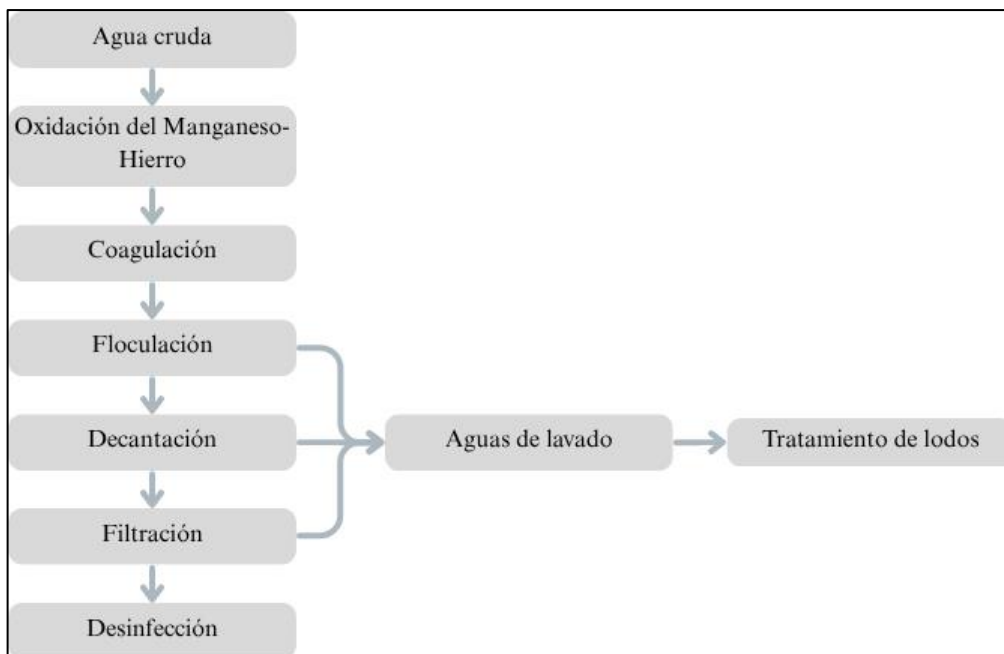 Agua cruda
Oxidación del Manganeso-
Hierro
Coagulación
Floculación
Decantación
Aguas de lavado
Tratamiento de lodos
Filtración
Desinfección